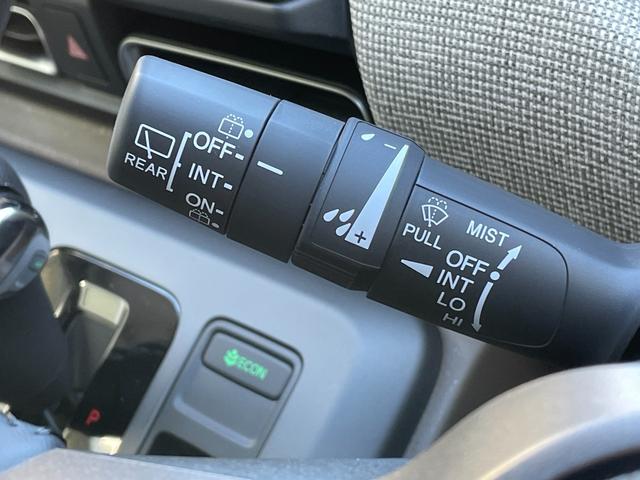 REAR
OFF-
INT-
ON-
- 
+
PULL
MIST
OFF
INT
LO
HI
ECON
P